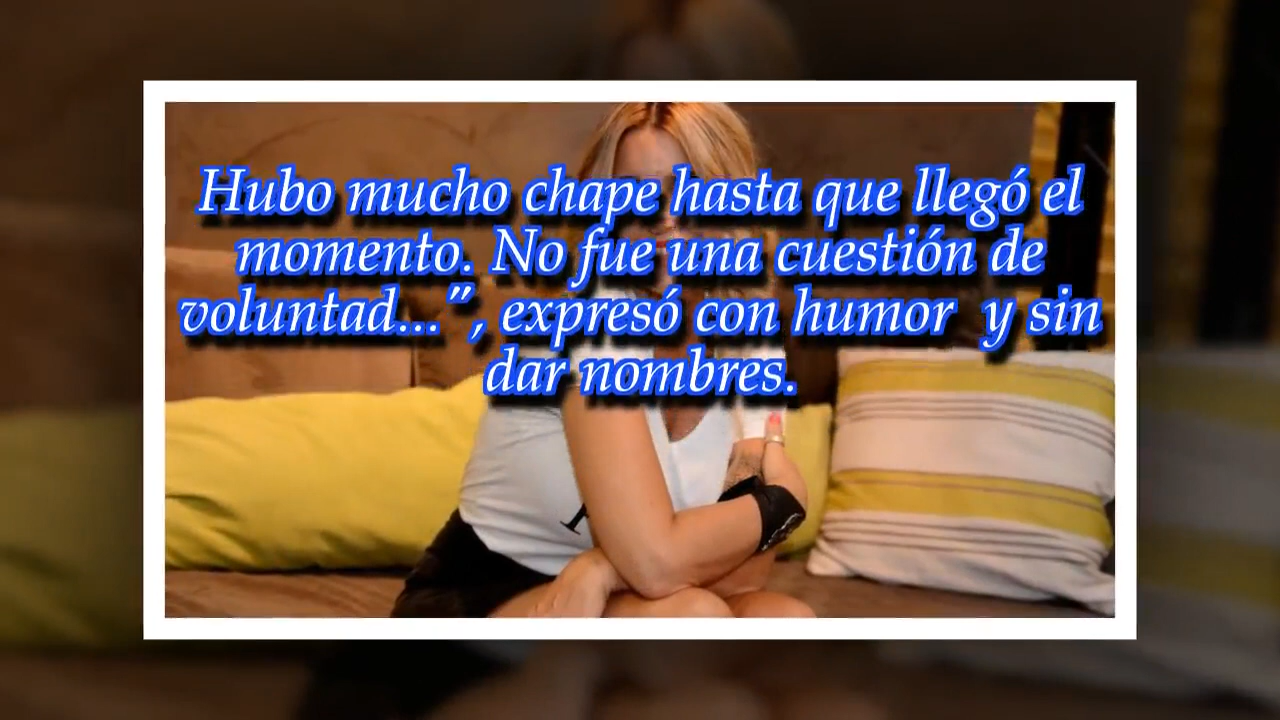 Hubo mucho chape hasta que llegó el
momento. No fue una cuestión de
voluntad...”, expresó con humor  y sin
dar nombres.